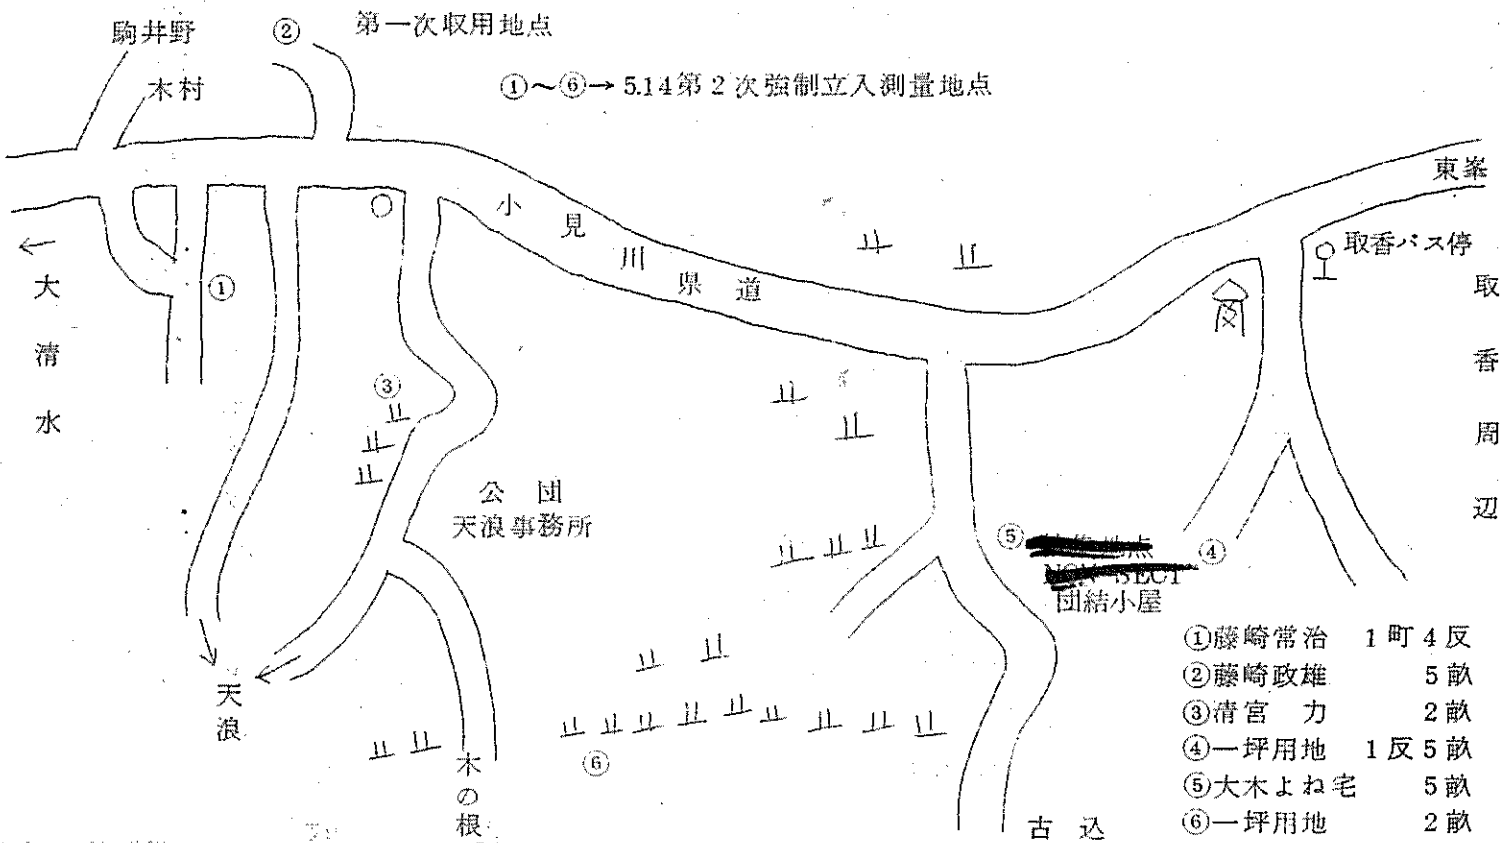 駒井野
② 第一次収用地点
木村
①～⑥→ 5.14第2次強制立入測量地点
東峯
小見川県道
取香バス停
←
大清水
①
取香周辺
③
公団
天浪事務所
⑤
④
団結小屋
天浪
木の根
⑥
古込
①藤崎常治 1町4反
②藤崎政雄 5畝
③清宮 力 2畝
④一坪用地 1反5畝
⑤大木よね宅 5畝
⑥一坪用地 2畝